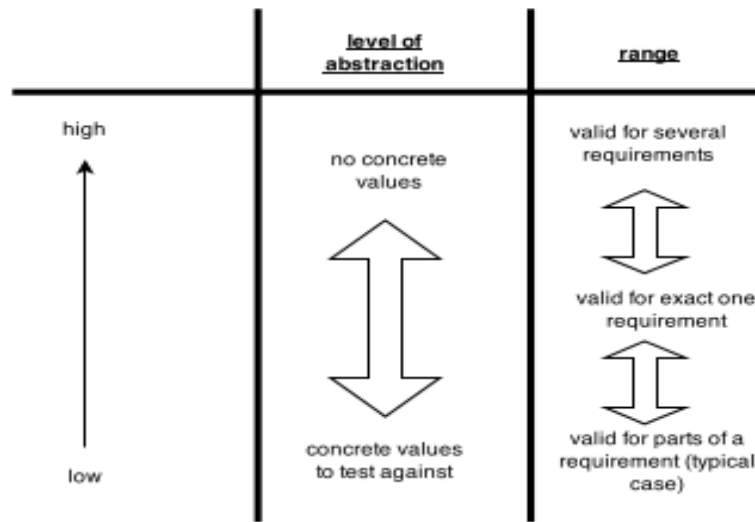 level of
abstraction
range
high
no concrete
values
valid for several
requirements
valid for exact one
requirement
low
concrete values
to test against
valid for parts of a
requirement (typical
case)